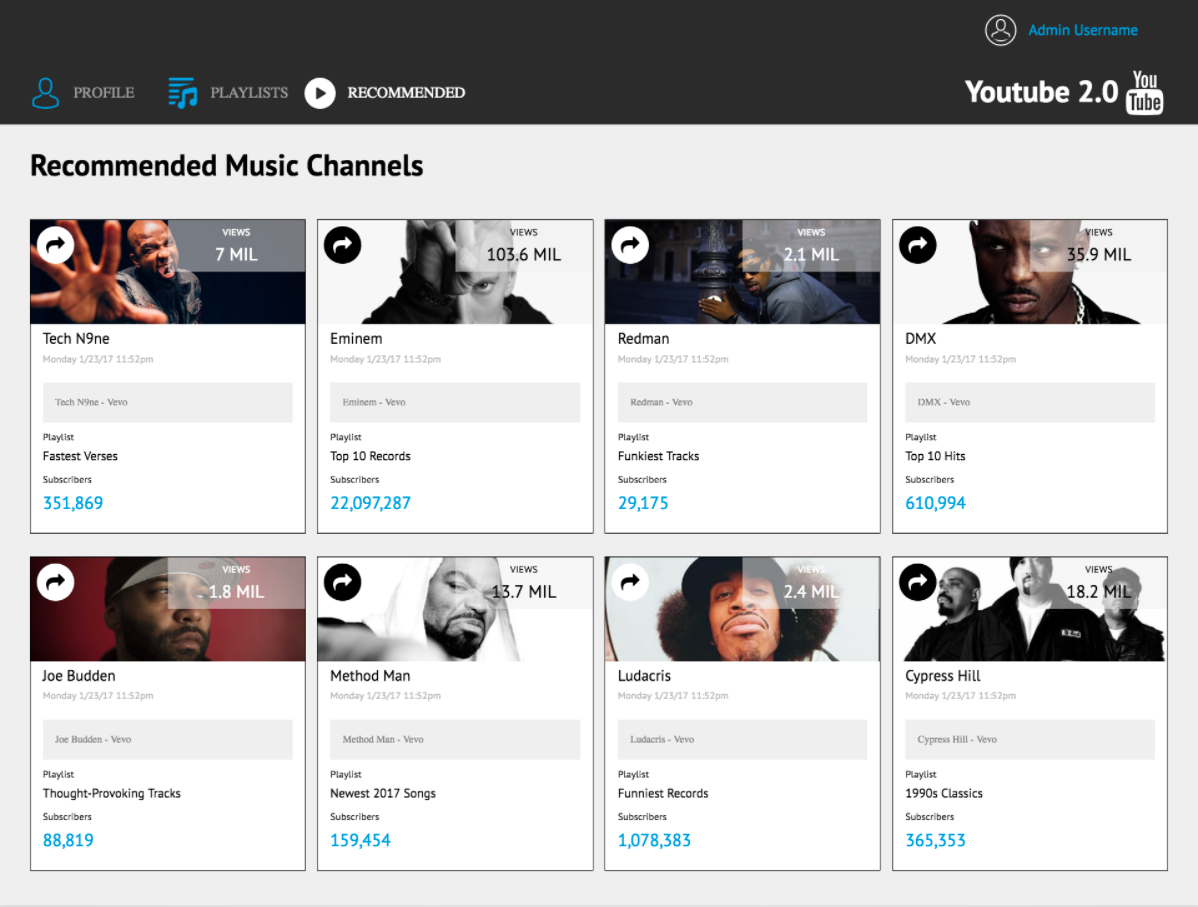 Admin Username
PROFILE
PLAYLISTS
RECOMMENDED
Youtube 2.0
You
Tube
Recommended Music Channels
VIEWS
7 MIL
Tech N9ne
Monday 1/23/17 11:52pm
Tech N9ne - Vevo
Playlist
Fastest Verses
Subscribers
351,869
VIEWS
103.6 MIL
Eminem
Monday 1/23/17 11:52pm
Eminem - Vevo
Playlist
Top 10 Records
Subscribers
22,097,287
VIEWS
2.1 MIL
Redman
Monday 1/23/17 11:52pm
Redman - Vevo
Playlist
Funkiest Tracks
Subscribers
29,175
VIEWS
35.9 MIL
DMX
Monday 1/23/17 11:52pm
DMX - Vevo
Playlist
Top 10 Hits
Subscribers
610,994
VIEWS
1.8 MIL
Joe Budden
Monday 1/23/17 11:52pm
Joe Budden - Vevo
Playlist
Thought-Provoking Tracks
Subscribers
88,819
VIEWS
13.7 MIL
Method Man
Monday 1/23/17 11:52pm
Method Man - Vevo
Playlist
Newest 2017 Songs
Subscribers
159,454
VIEWS
2.4 MIL
Ludacris
Monday 1/23/17 11:52pm
Ludacris - Vevo
Playlist
Funniest Records
Subscribers
1,078,383
VIEWS
18.2 MIL
Cypress Hill
Monday 1/23/17 11:52pm
Cypress Hill - Vevo
Playlist
1990s Classics
Subscribers
365,353